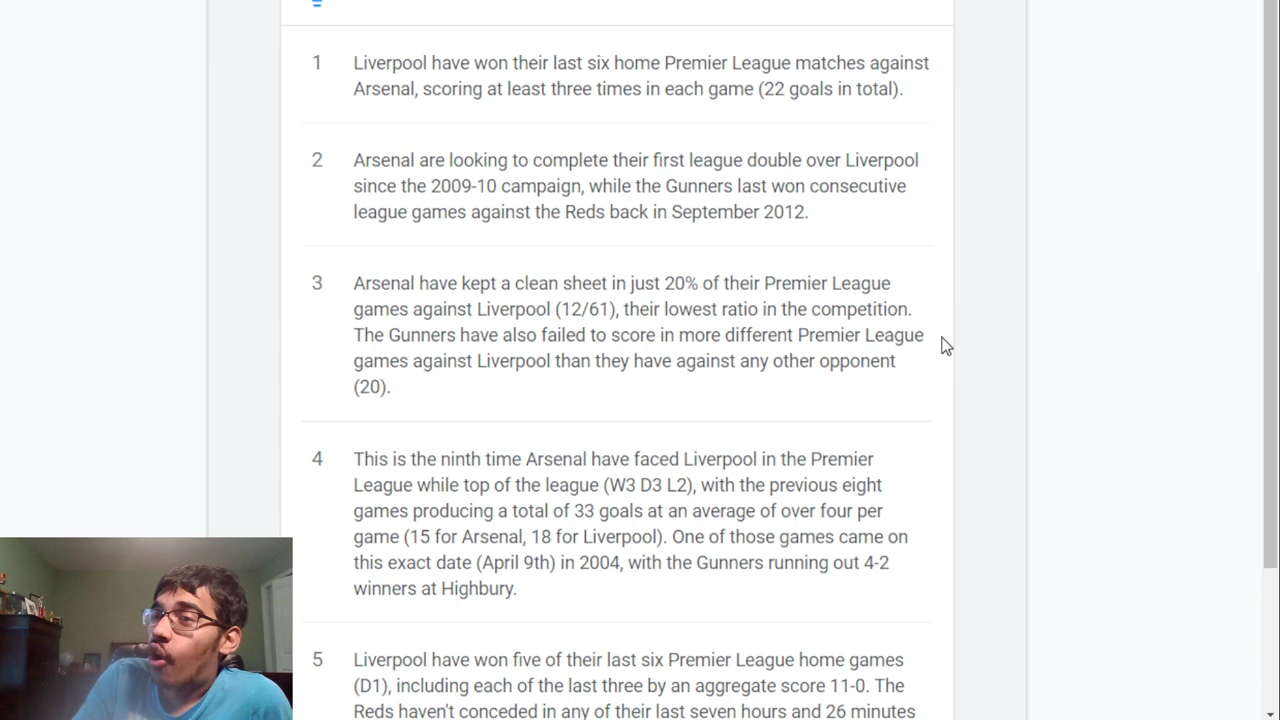 1
Liverpool have won their last six home Premier League matches against
Arsenal, scoring at least three times in each game (22 goals in total).
2
Arsenal are looking to complete their first league double over Liverpool
since the 2009-10 campaign, while the Gunners last won consecutive
league games against the Reds back in September 2012.
3
Arsenal have kept a clean sheet in just 20% of their Premier League
games against Liverpool (12/61), their lowest ratio in the competition.
The Gunners have also failed to score in more different Premier League
games against Liverpool than they have against any other opponent
(20).
4
This is the ninth time Arsenal have faced Liverpool in the Premier
League while top of the league (W3 D3 L2), with the previous eight
games producing a total of 33 goals at an average of over four per
game (15 for Arsenal, 18 for Liverpool). One of those games came on
this exact date (April 9th) in 2004, with the Gunners running out 4-2
winners at Highbury.
5
Liverpool have won five of their last six Premier League home games
(D1), including each of the last three by an aggregate score 11-0. The
Reds haven't conceded in any of their last seven hours and 26 minutes